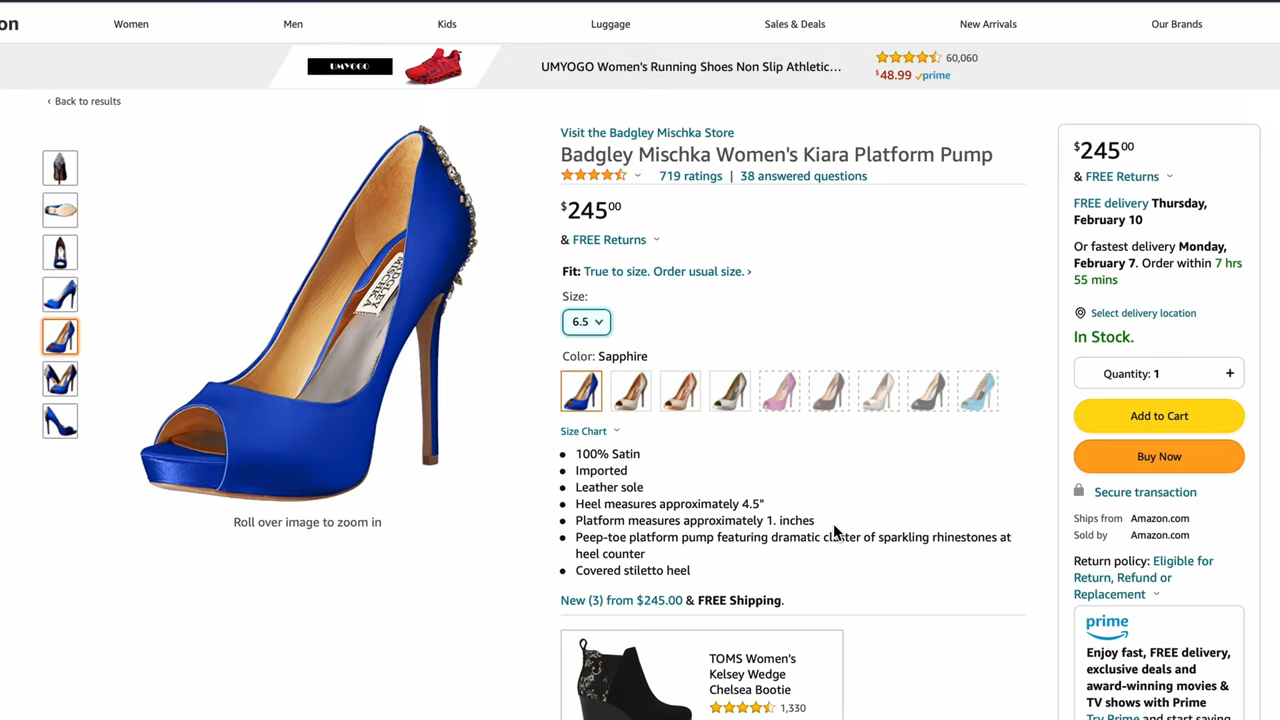 on
Women
Men
Kids
Luggage
Sales & Deals
New Arrivals
Our Brands
UMYOGO
UMYOGO Women's Running Shoes Non Slip Athletic…
60,060
$48.99 prime
‹ Back to results
BADGLEY
MISCHKA
Roll over image to zoom in
Visit the Badgley Mischka Store
Badgley Mischka Women's Kiara Platform Pump
719 ratings | 38 answered questions
$24500
& FREE Returns
Fit: True to size. Order usual size. ›
Size:
6.5
Color: Sapphire
Size Chart
• 100% Satin
• Imported
• Leather sole
• Heel measures approximately 4.5"
• Platform measures approximately 1. inches
• Peep-toe platform pump featuring dramatic cluster of sparkling rhinestones at
heel counter
• Covered stiletto heel
New (3) from $245.00 & FREE Shipping.
TOMS Women's
Kelsey Wedge
Chelsea Bootie
1,330
$24500
& FREE Returns
FREE delivery Thursday,
February 10
Or fastest delivery Monday,
February 7. Order within 7 hrs
55 mins
Select delivery location
In Stock.
Quantity: 1 +
Add to Cart
Buy Now
Secure transaction
Ships from Amazon.com
Sold by Amazon.com
Return policy: Eligible for
Return, Refund or
Replacement
prime
Enjoy fast, FREE delivery,
exclusive deals and
award-winning movies &
TV shows with Prime
Try Prime and start saving